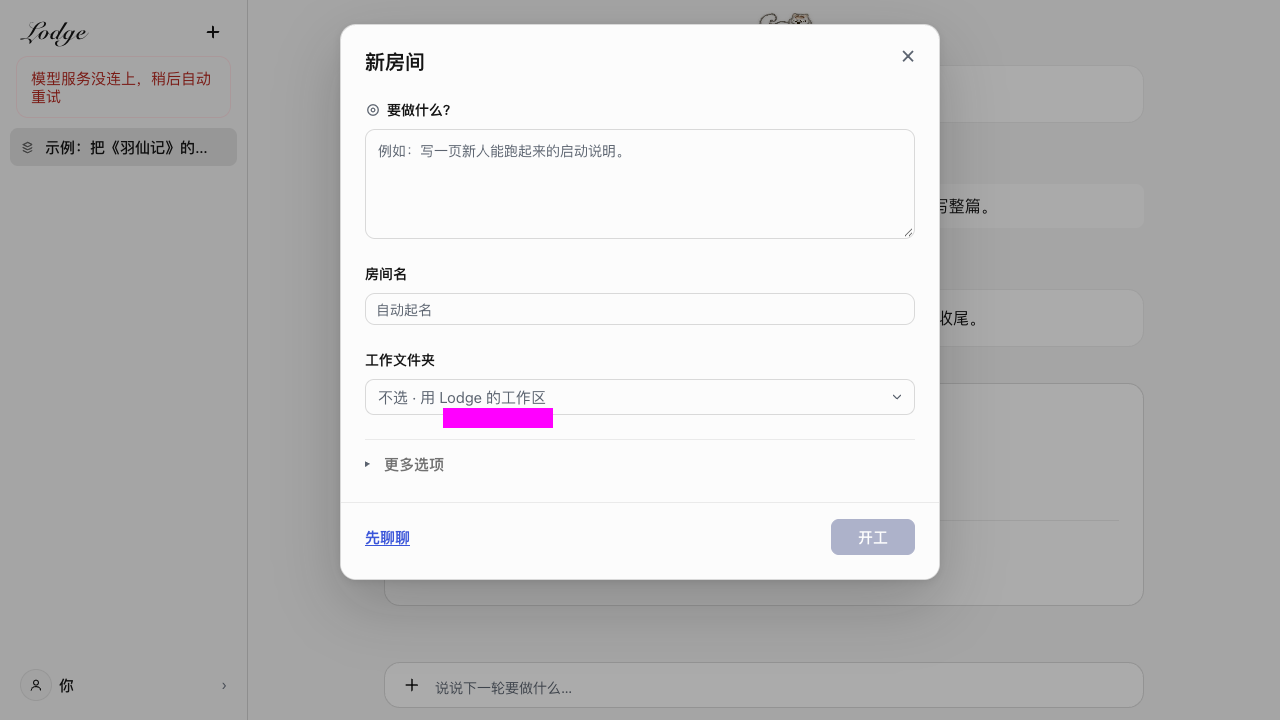 Lodge
模型服务没连上，稍后自动
重试
示例：把《羽仙记》的...
你
新房间
要做什么？
例如：写一页新人能跑起来的启动说明。
房间名
自动起名
工作文件夹
不选 · 用 Lodge 的工作区
更多选项
先聊聊
开工
写整篇。
收尾。
说说下一轮要做什么...